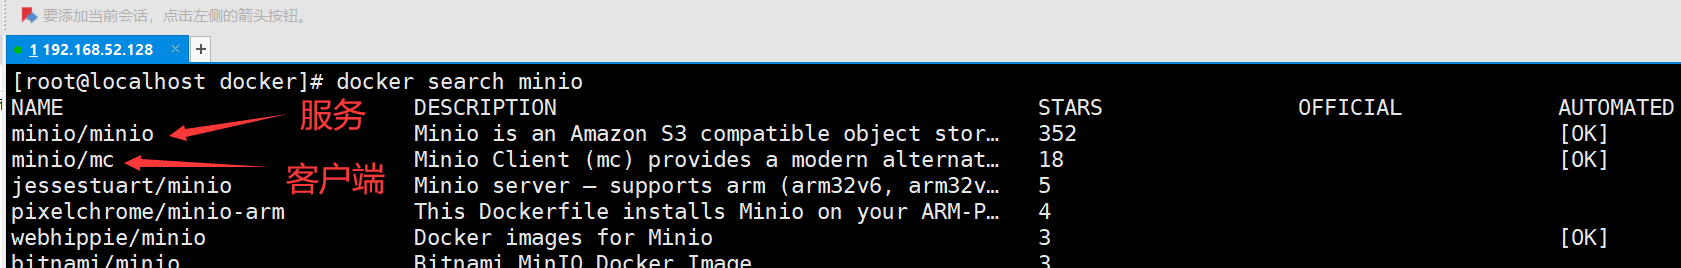 要添加当前会话，点击左侧的箭头按钮。
1 192.168.52.128 × +
[root@localhost docker]# docker search minio
NAME DESCRIPTION STARS OFFICIAL AUTOMATED
服务
minio/minio Minio is an Amazon S3 compatible object stor… 352 [OK]
minio/mc Minio Client (mc) provides a modern alternat… 18 [OK]
客户端
jessestuart/minio Minio server – supports arm (arm32v6, arm32v… 5
pixelchrome/minio-arm This Dockerfile installs Minio on your ARM-P… 4
webhippie/minio Docker images for Minio 3 [OK]
bitnami/minio Bitnami MinIO Docker Image 3